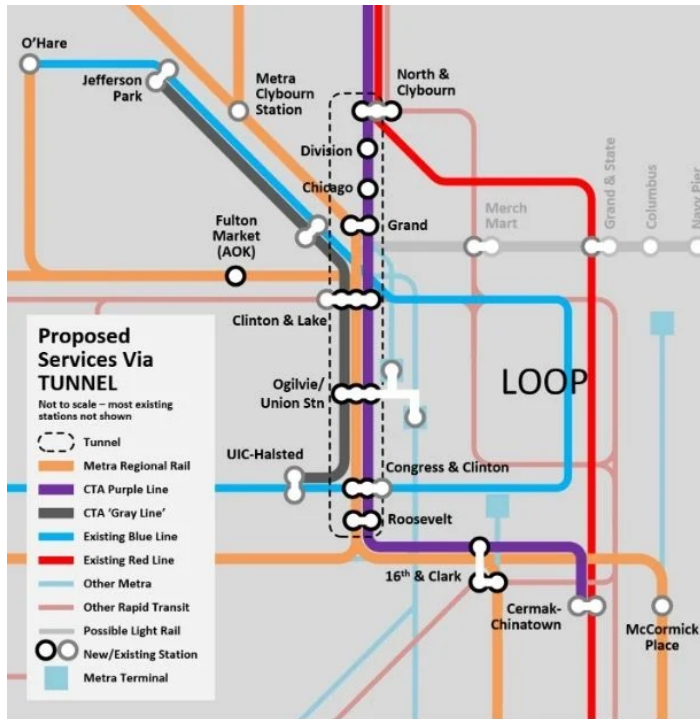 O'Hare
Jefferson
Park
Metra
Clybourn
Station
North &
Clybourn
Division
Chicago
Grand
Fulton
Market
(AOK)
Merch
Mart
Grand & State
Columbus
Navy Pier
Clinton & Lake
Ogilvie/
Union Stn
LOOP
UIC-Halsted
Congress & Clinton
Roosevelt
16th & Clark
Cermak-
Chinatown
McCormick
Place
Proposed
Services Via
TUNNEL
Not to scale – most existing
stations not shown
Tunnel
Metra Regional Rail
CTA Purple Line
CTA 'Gray Line'
Existing Blue Line
Existing Red Line
Other Metra
Other Rapid Transit
Possible Light Rail
New/Existing Station
Metra Terminal